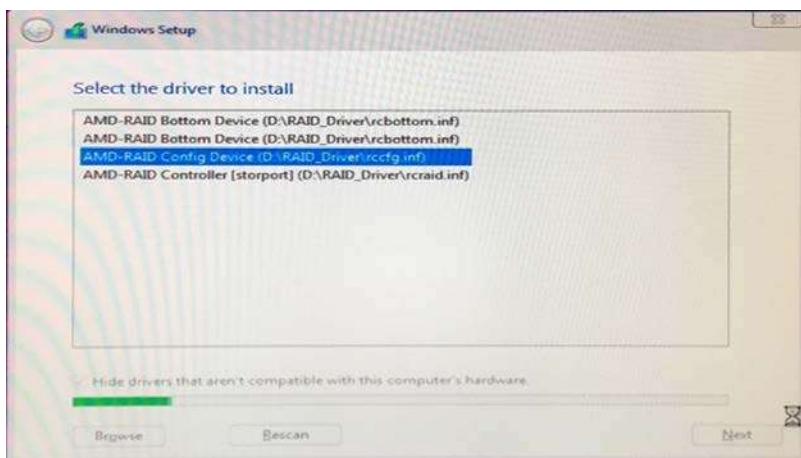 Windows Setup
Select the driver to install
AMD-RAID Bottom Device (D:\RAID_Driver\rcbottom.inf)
AMD-RAID Bottom Device (D:\RAID_Driver\rcbottom.inf)
AMD-RAID Config Device (D:\RAID_Driver\rccfg.inf)
AMD-RAID Controller [storport] (D:\RAID_Driver\rcraid.inf)
Hide drivers that aren't compatible with this computer's hardware.
Browse
Rescan
Next